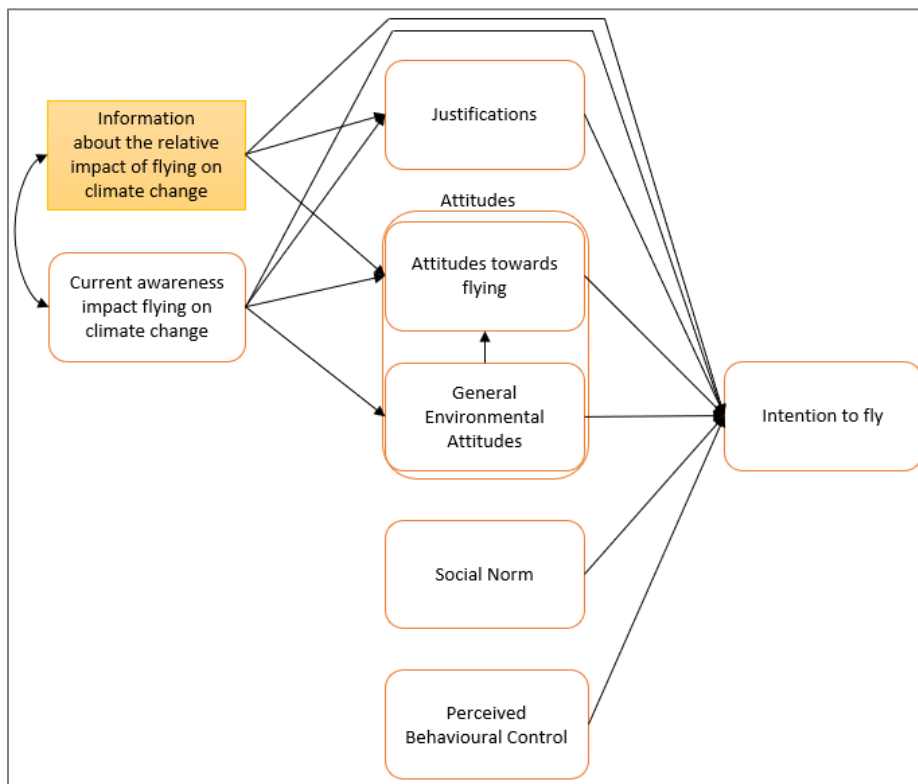 Information
about the relative
impact of flying on
climate change
Current awareness
impact flying on
climate change
Justifications
Attitudes
Attitudes towards
flying
General
Environmental
Attitudes
Social Norm
Perceived
Behavioural Control
Intention to fly